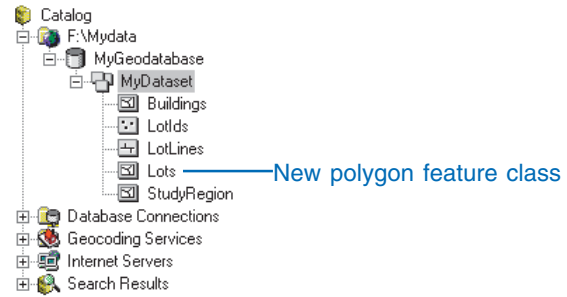 Catalog
F:\Mydata
MyGeodatabase
MyDataset
Buildings
LotIds
LotLines
Lots New polygon feature class
StudyRegion
Database Connections
Geocoding Services
Internet Servers
Search Results